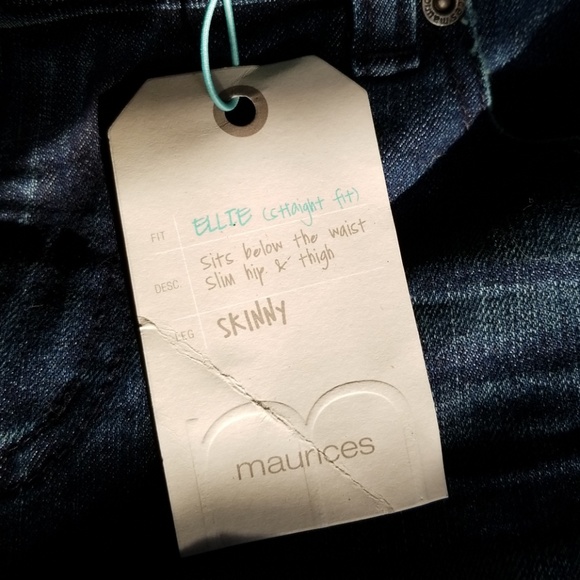 FIT ELLIE (straight fit)
DESC Sits below the waist
Slim hip & thigh
LEG SKINNY
maurices